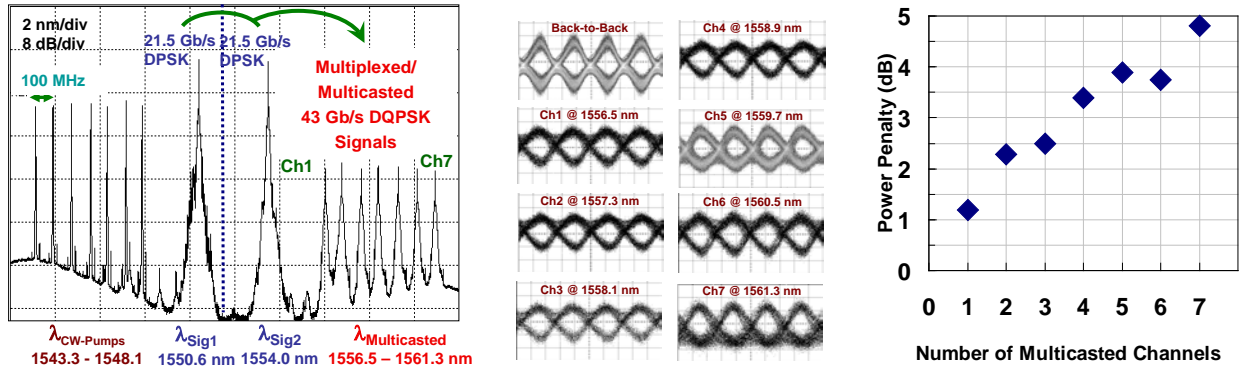 2 nm/div
8 dB/div
21.5 Gb/s
DPSK
21.5 Gb/s
DPSK
100 MHz
Multiplexed/
Multicasted
43 Gb/s DQPSK
Signals
Ch1
Ch7
λCW-Pumps
1543.3 - 1548.1
λSig1
1550.6 nm
λSig2
1554.0 nm
λMulticasted
1556.5 – 1561.3 nm
Back-to-Back
Ch1 @ 1556.5 nm
Ch2 @ 1557.3 nm
Ch3 @ 1558.1 nm
Ch4 @ 1558.9 nm
Ch5 @ 1559.7 nm
Ch6 @ 1560.5 nm
Ch7 @ 1561.3 nm
Power Penalty (dB)
5
4
3
2
1
0
0 1 2 3 4 5 6 7
Number of Multicasted Channels